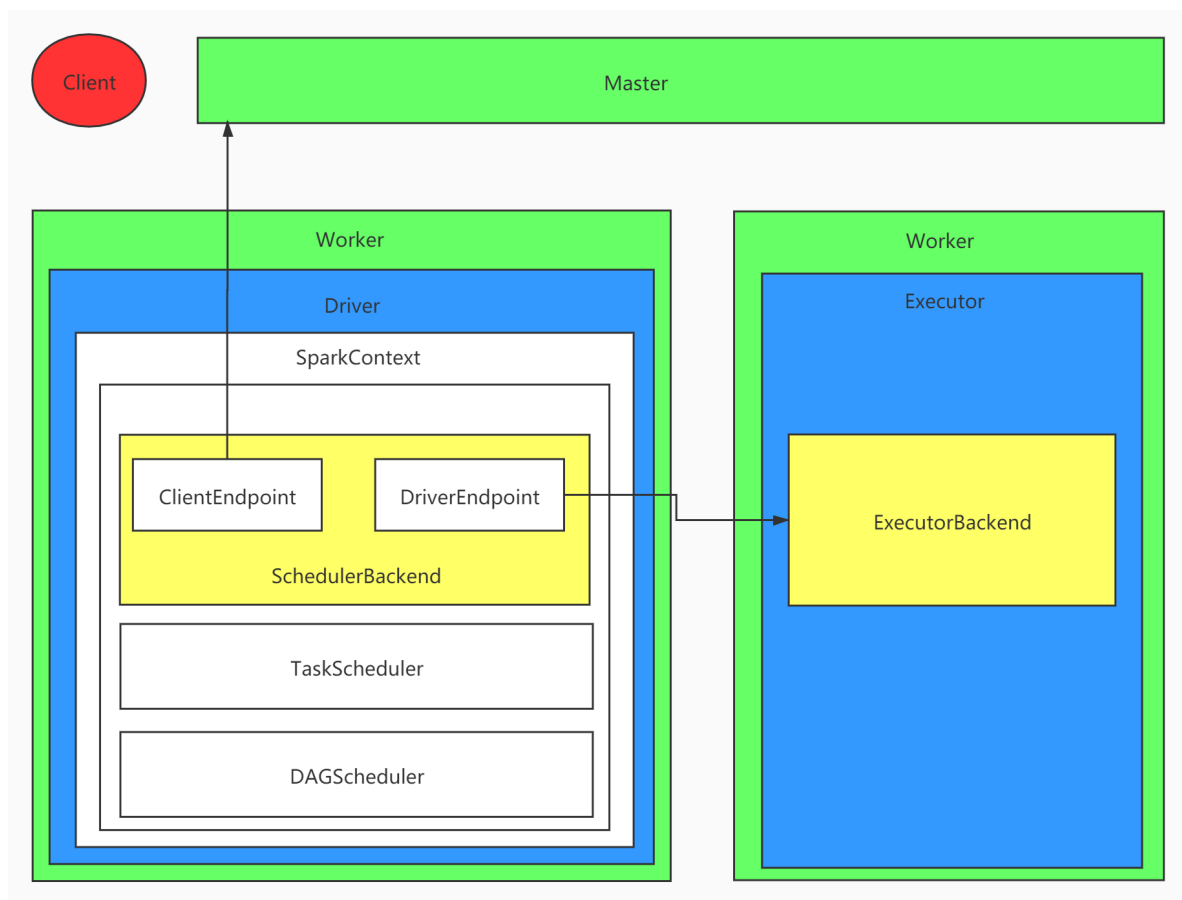 Client
Master
Worker
Driver
SparkContext
ClientEndpoint
DriverEndpoint
SchedulerBackend
TaskScheduler
DAGScheduler
Worker
Executor
ExecutorBackend